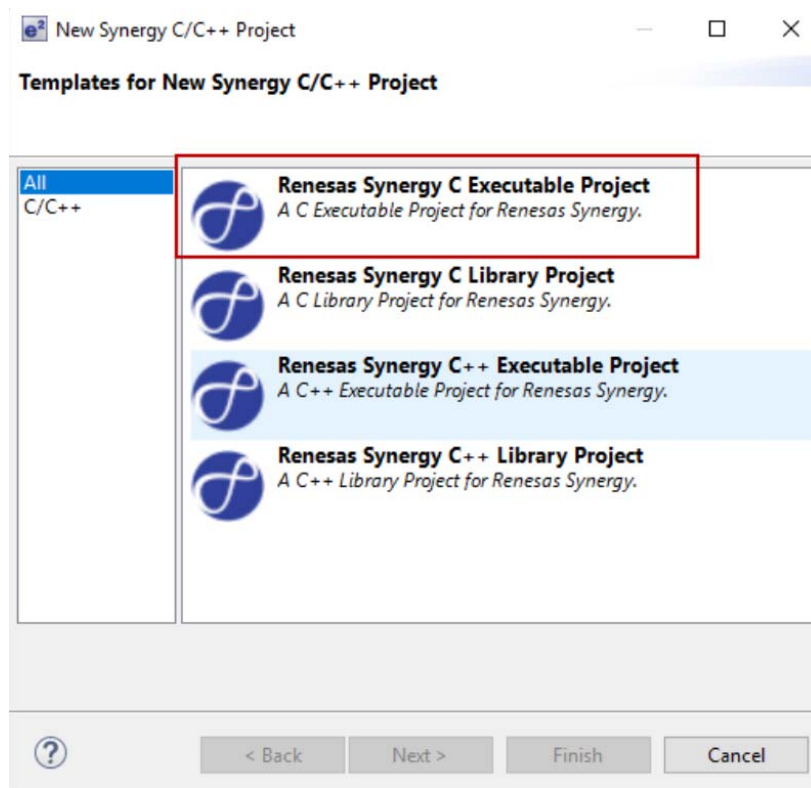 e² New Synergy C/C++ Project
Templates for New Synergy C/C++ Project
All
C/C++
Renesas Synergy C Executable Project
A C Executable Project for Renesas Synergy.
Renesas Synergy C Library Project
A C Library Project for Renesas Synergy.
Renesas Synergy C++ Executable Project
A C++ Executable Project for Renesas Synergy.
Renesas Synergy C++ Library Project
A C++ Library Project for Renesas Synergy.
? < Back Next > Finish Cancel